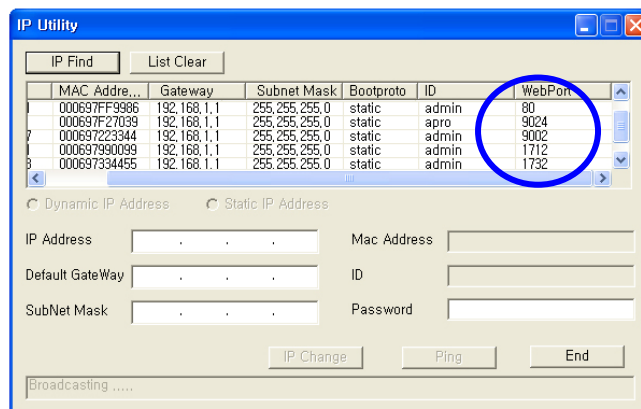 IP Utility
IP Find List Clear
MAC Addre... Gateway Subnet Mask Bootproto ID WebPort
000697FF9986 192,168,1,1 255,255,255,0 static admin 80
000697F27039 192,168,1,1 255,255,255,0 static apro 9024
7 000697223344 192,168,1,1 255,255,255,0 static admin 9002
000697990099 192,168,1,1 255,255,255,0 static admin 1712
3 000697334455 192,168,1,1 255,255,255,0 static admin 1732
Dynamic IP Address Static IP Address
IP Address . . . Mac Address
Default GateWay . . . ID
SubNet Mask . . . Password
IP Change Ping End
Broadcasting .....